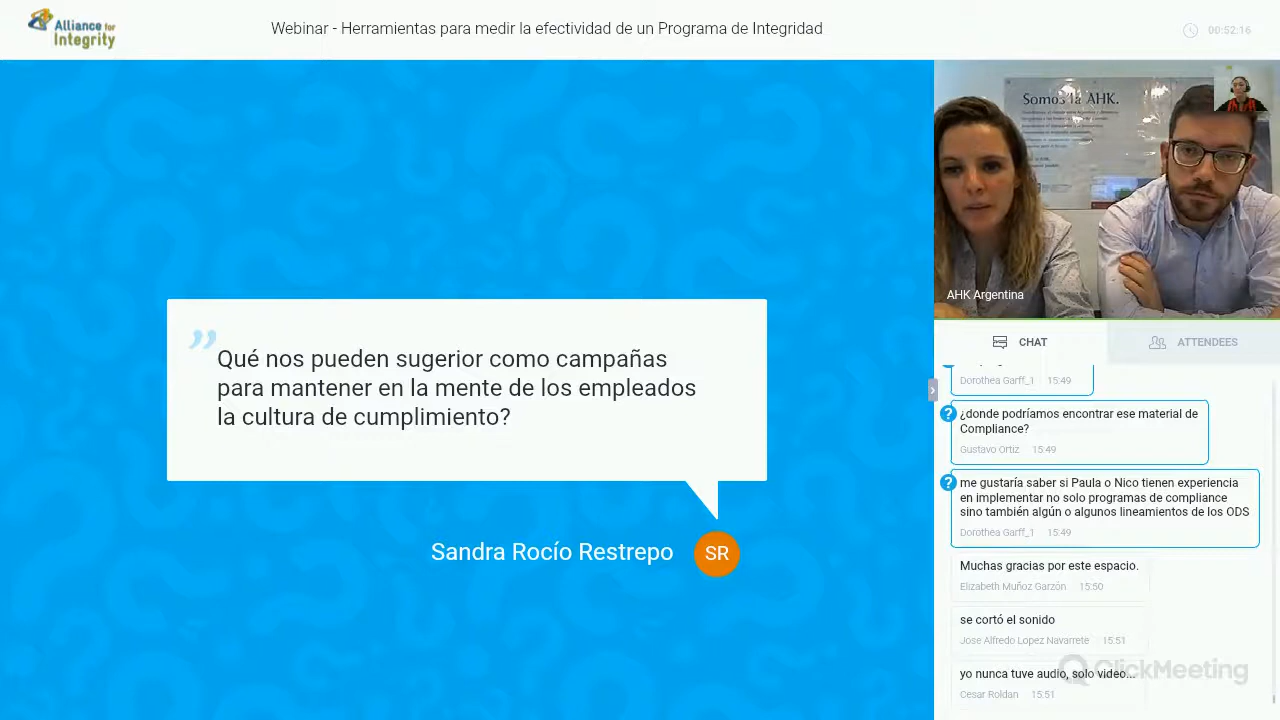 Alliance for
Integrity
Webinar - Herramientas para medir la efectividad de un Programa de Integridad
00:52:16
Somos la AHK.
AHK Argentina
Qué nos pueden sugerior como campañas
para mantener en la mente de los empleados
la cultura de cumplimiento?
Sandra Rocío Restrepo
SR
CHAT
ATTENDEES
Dorothea Garff_1 15:49
¿donde podríamos encontrar ese material de
Compliance?
Gustavo Ortiz 15:49
me gustaría saber si Paula o Nico tienen experiencia
en implementar no solo programas de compliance
sino también algún o algunos lineamientos de los ODS
Dorothea Garff_1 15:49
Muchas gracias por este espacio.
Elizabeth Muñoz Garzón 15:50
se cortó el sonido
Jose Alfredo Lopez Navarrete 15:51
yo nunca tuve audio, solo video...
Cesar Roldan 15:51
ClickMeeting